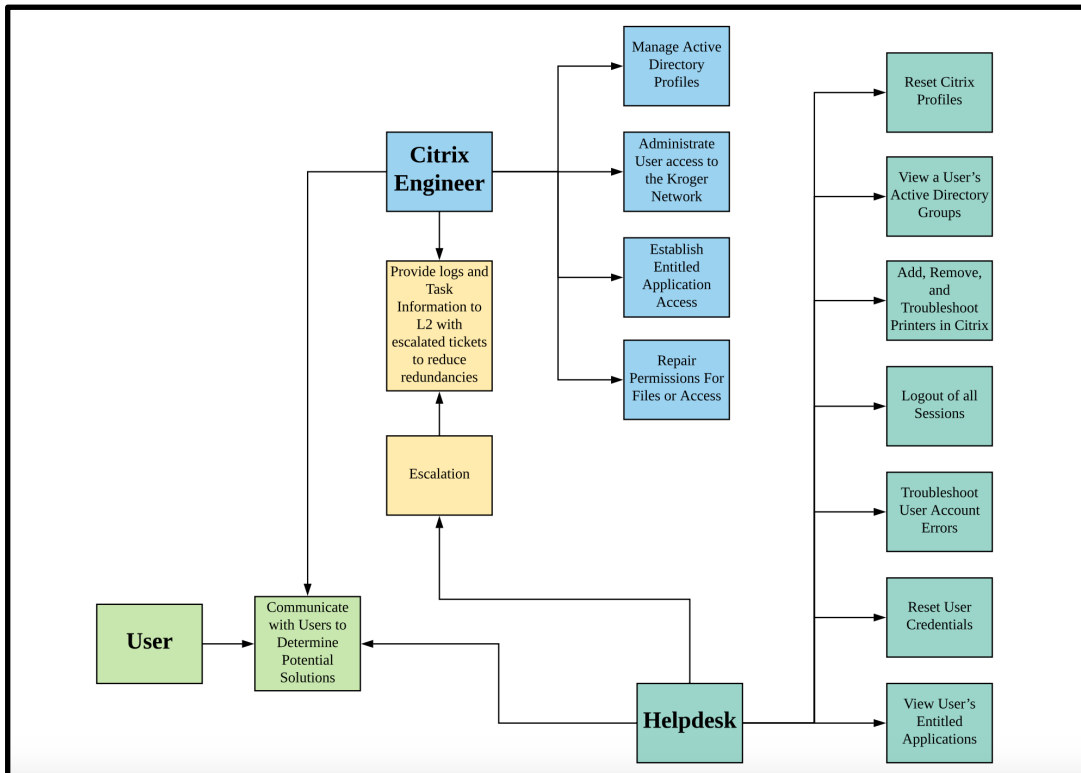 Manage Active
Directory
Profiles
Reset Citrix
Profiles
Citrix
Engineer
Administrate
User access to
the Kroger
Network
View a User’s
Active Directory
Groups
Provide logs and
Task
Information to
L2 with
escalated tickets
to reduce
redundancies
Establish
Entitled
Application
Access
Add, Remove,
and
Troubleshoot
Printers in Citrix
Repair
Permissions For
Files or Access
Logout of all
Sessions
Escalation
Troubleshoot
User Account
Errors
User
Communicate
with Users to
Determine
Potential
Solutions
Reset User
Credentials
Helpdesk
View User’s
Entitled
Applications